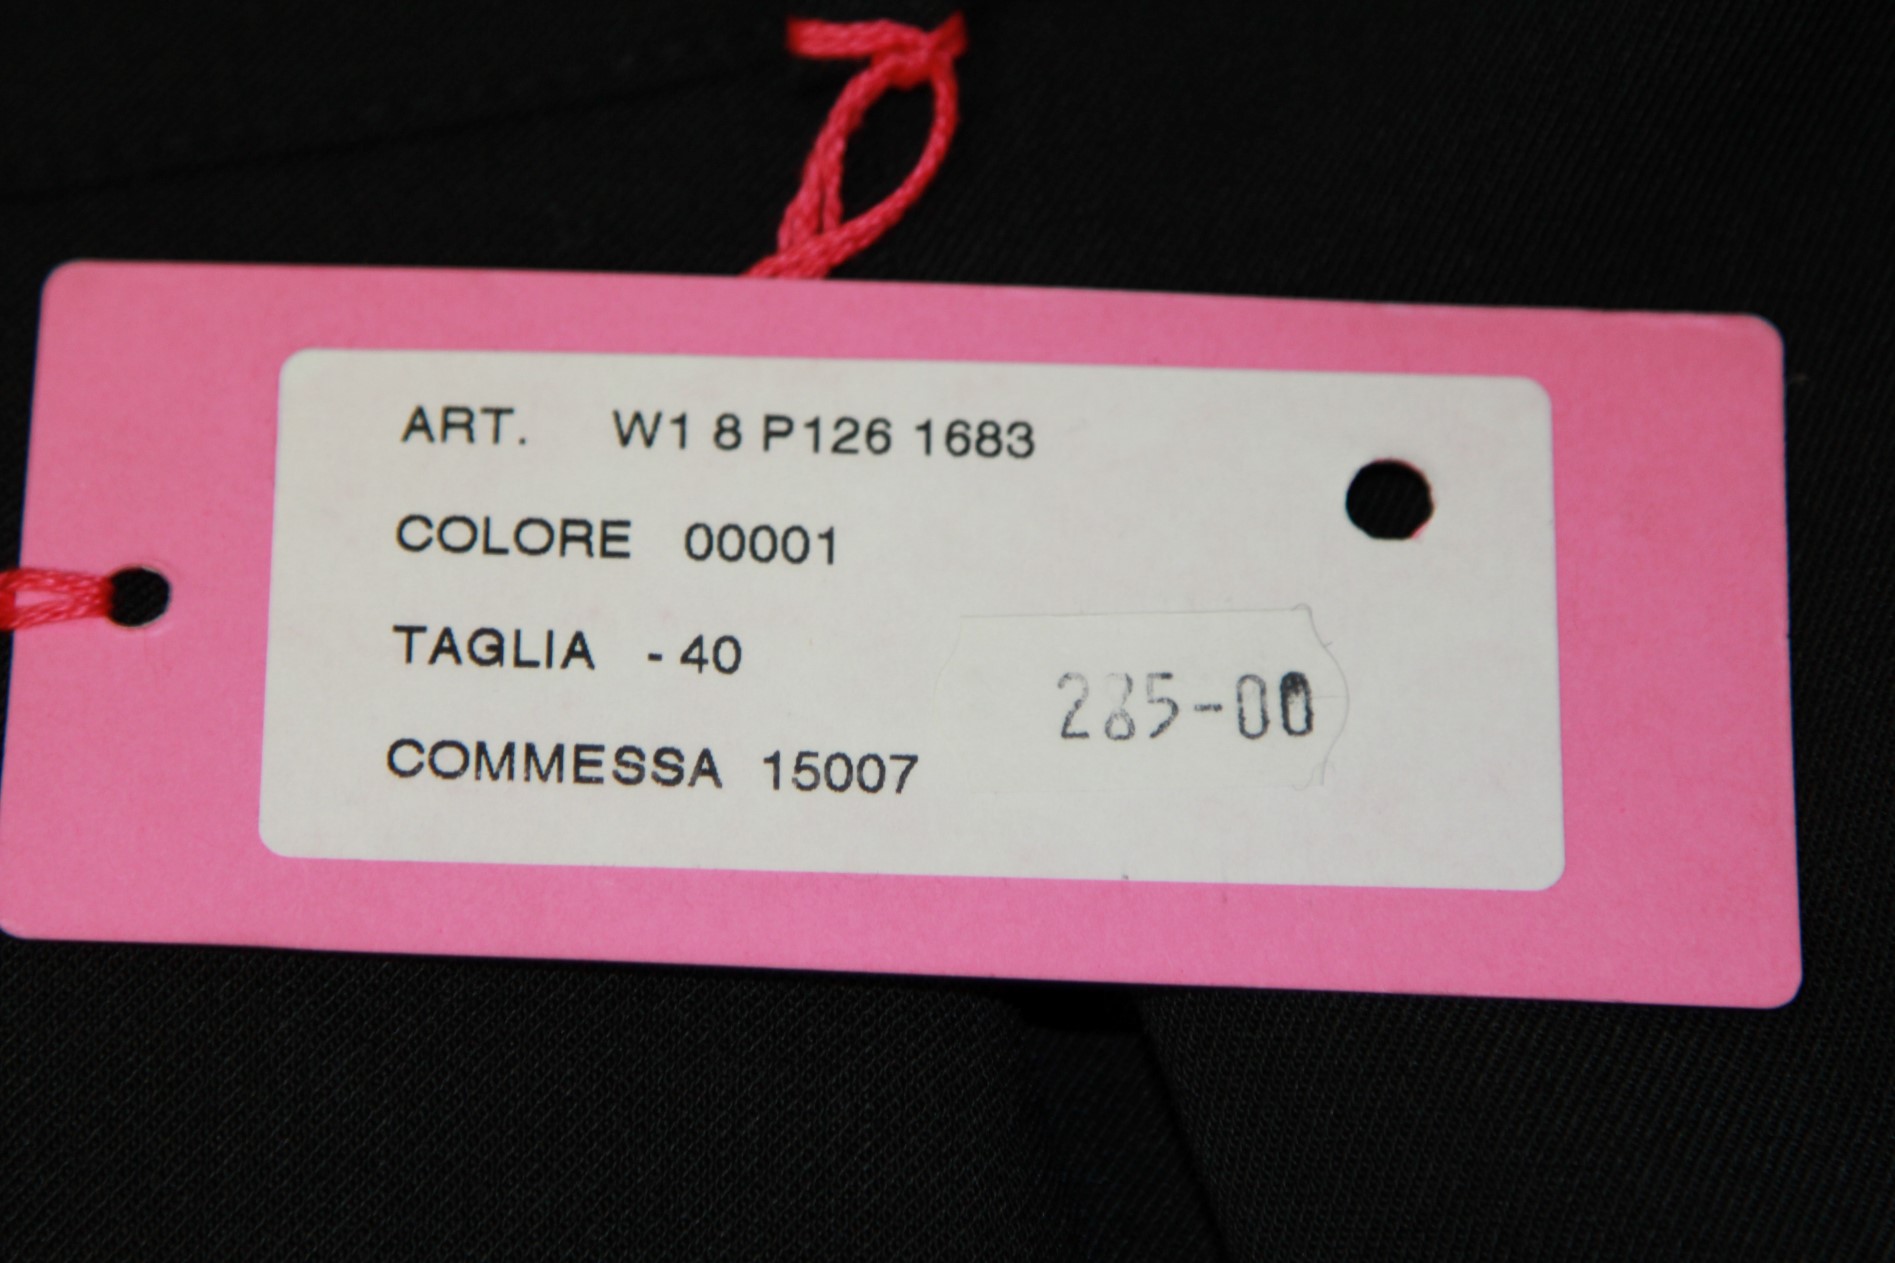 ART. W1 8 P126 1683
COLORE 00001
TAGLIA - 40
285-00
COMMESSA 15007